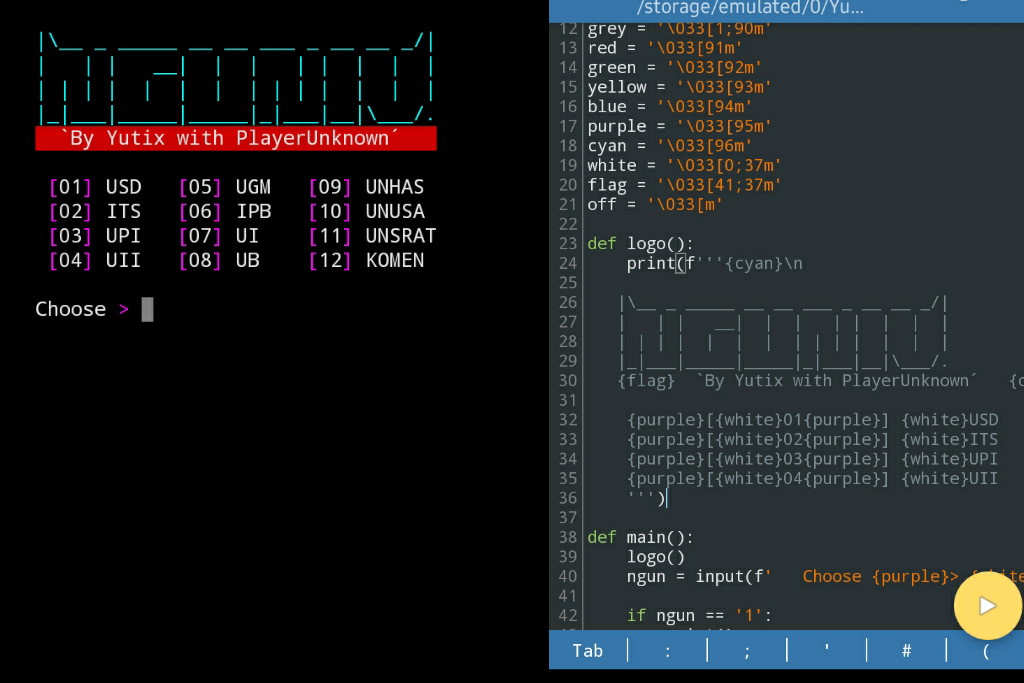 |\__ _ ______ __ __ ___ _ __ __ _/|
|   | |   __|  |  |    | |  |  |  |
| | | |  |  |  |  |  | | |  |  |  |
|_|___|______|_____|_|___|__|\___/.
`By Yutix with PlayerUnknown´
[01] USD [05] UGM [09] UNHAS
[02] ITS [06] IPB [10] UNUSA
[03] UPI [07] UI [11] UNSRAT
[04] UII [08] UB [12] KOMEN
Choose >
/storage/emulated/0/Yu...
12 grey = '\033[1;90m'
13 red = '\033[91m'
14 green = '\033[92m'
15 yellow = '\033[93m'
16 blue = '\033[94m'
17 purple = '\033[95m'
18 cyan = '\033[96m'
19 white = '\033[0;37m'
20 flag = '\033[41;37m'
21 off = '\033[m'
22
23 def logo():
24 print(f'''{cyan}\n
25
26 |\__ _ _____ __ __ ___ _ __ __ _/|
27 |   | |   __|  |  |   | |  |  |  |
28 | | | |  |  |  |  | | | |  |  |  |
29 |_|___|_____|_____|_|___|__|\___/.
30 {flag} `By Yutix with PlayerUnknown´
31
32 {purple}[{white}01{purple}] {white}USD
33 {purple}[{white}02{purple}] {white}ITS
34 {purple}[{white}03{purple}] {white}UPI
35 {purple}[{white}04{purple}] {white}UII
36 ''')
37
38 def main():
39 logo()
40 ngun = input(f' Choose {purple}>
41
42 if ngun == '1':
Tab : ; ' # (